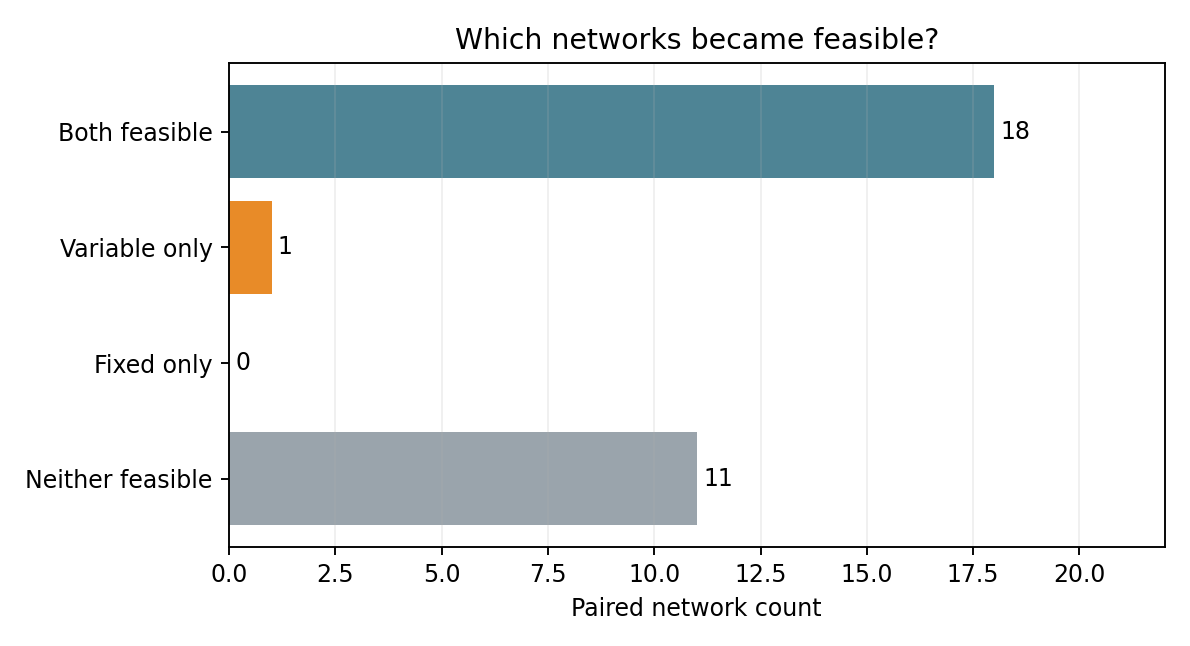 Which networks became feasible?
Both feasible
18
Variable only
1
Fixed only
0
Neither feasible
11
0.0 2.5 5.0 7.5 10.0 12.5 15.0 17.5 20.0
Paired network count